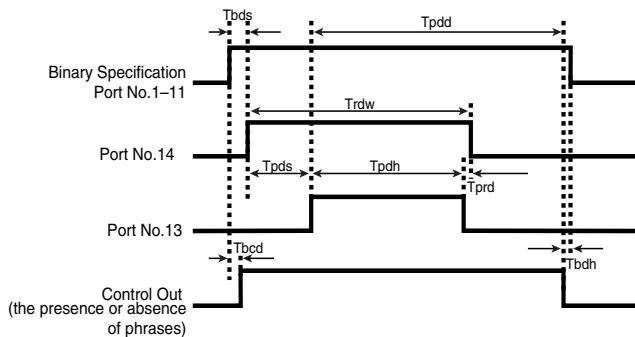 Tbds
Tpdd
Binary Specification
Port No.1–11
Trdw
Port No.14
Tpds
Tpdh
Tprd
Port No.13
Tbcd
Tbdh
Control Out
(the presence or absence
of phrases)